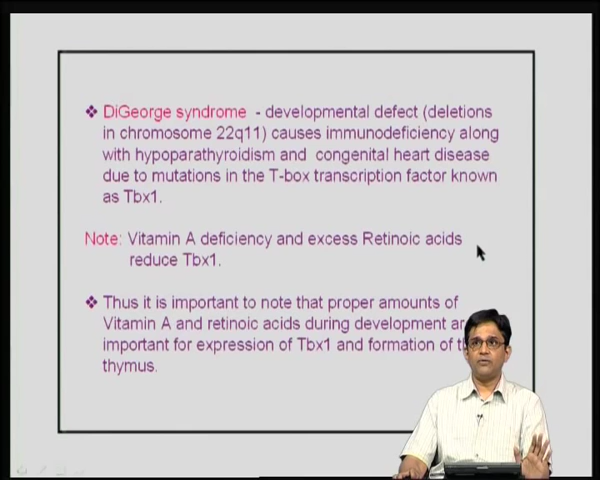 ❖ DiGeorge syndrome - developmental defect (deletions
in chromosome 22q11) causes immunodeficiency along
with hypoparathyroidism and congenital heart disease
due to mutations in the T-box transcription factor known
as Tbx1.
Note: Vitamin A deficiency and excess Retinoic acids
reduce Tbx1.
❖ Thus it is important to note that proper amounts of
Vitamin A and retinoic acids during development
important for expression of Tbx1 and formation of
thymus.